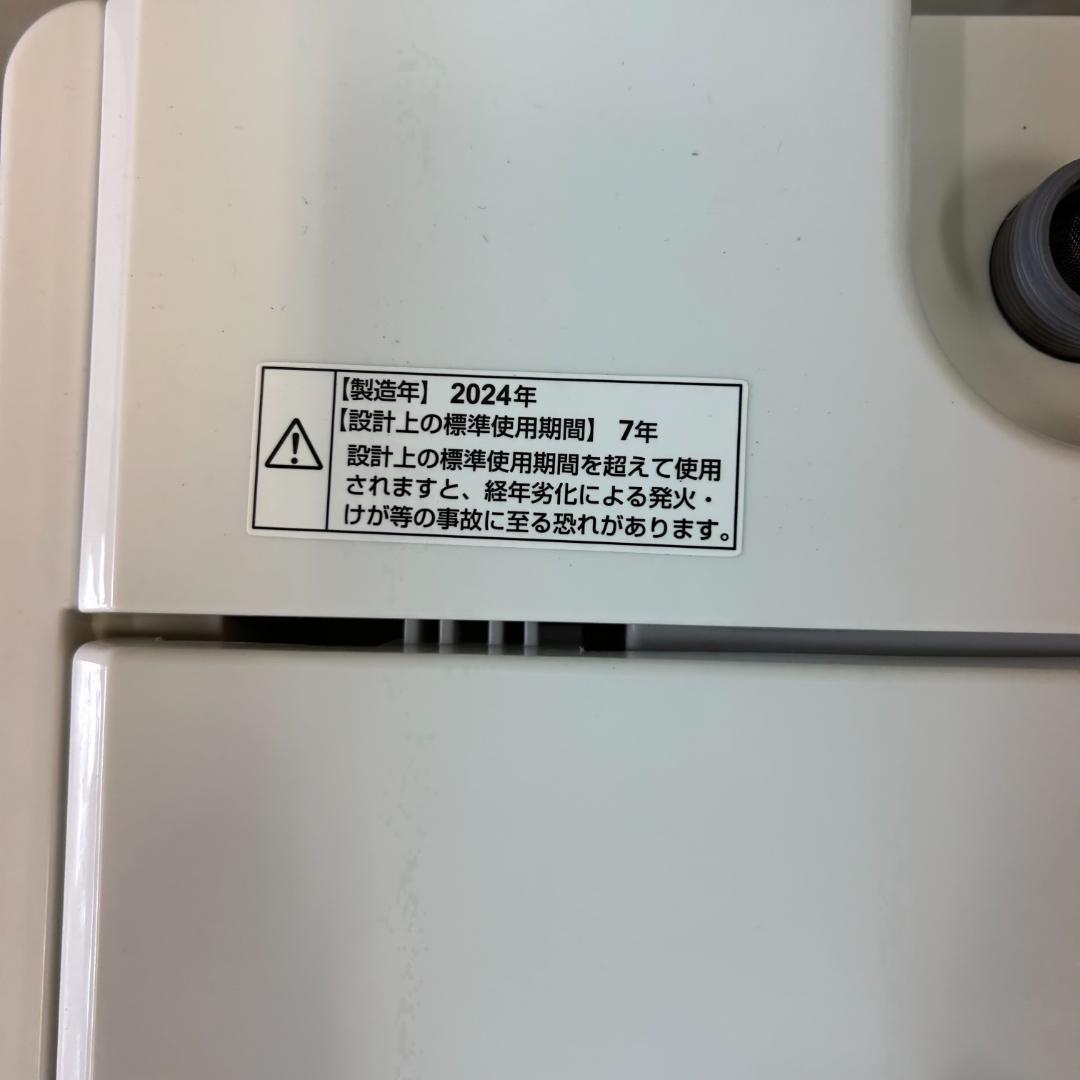 【製造年】 2024年
【設計上の標準使用期間】 7年
設計上の標準使用期間を超えて使用
されますと、経年劣化による発火・
けが等の事故に至る恐れがあります。